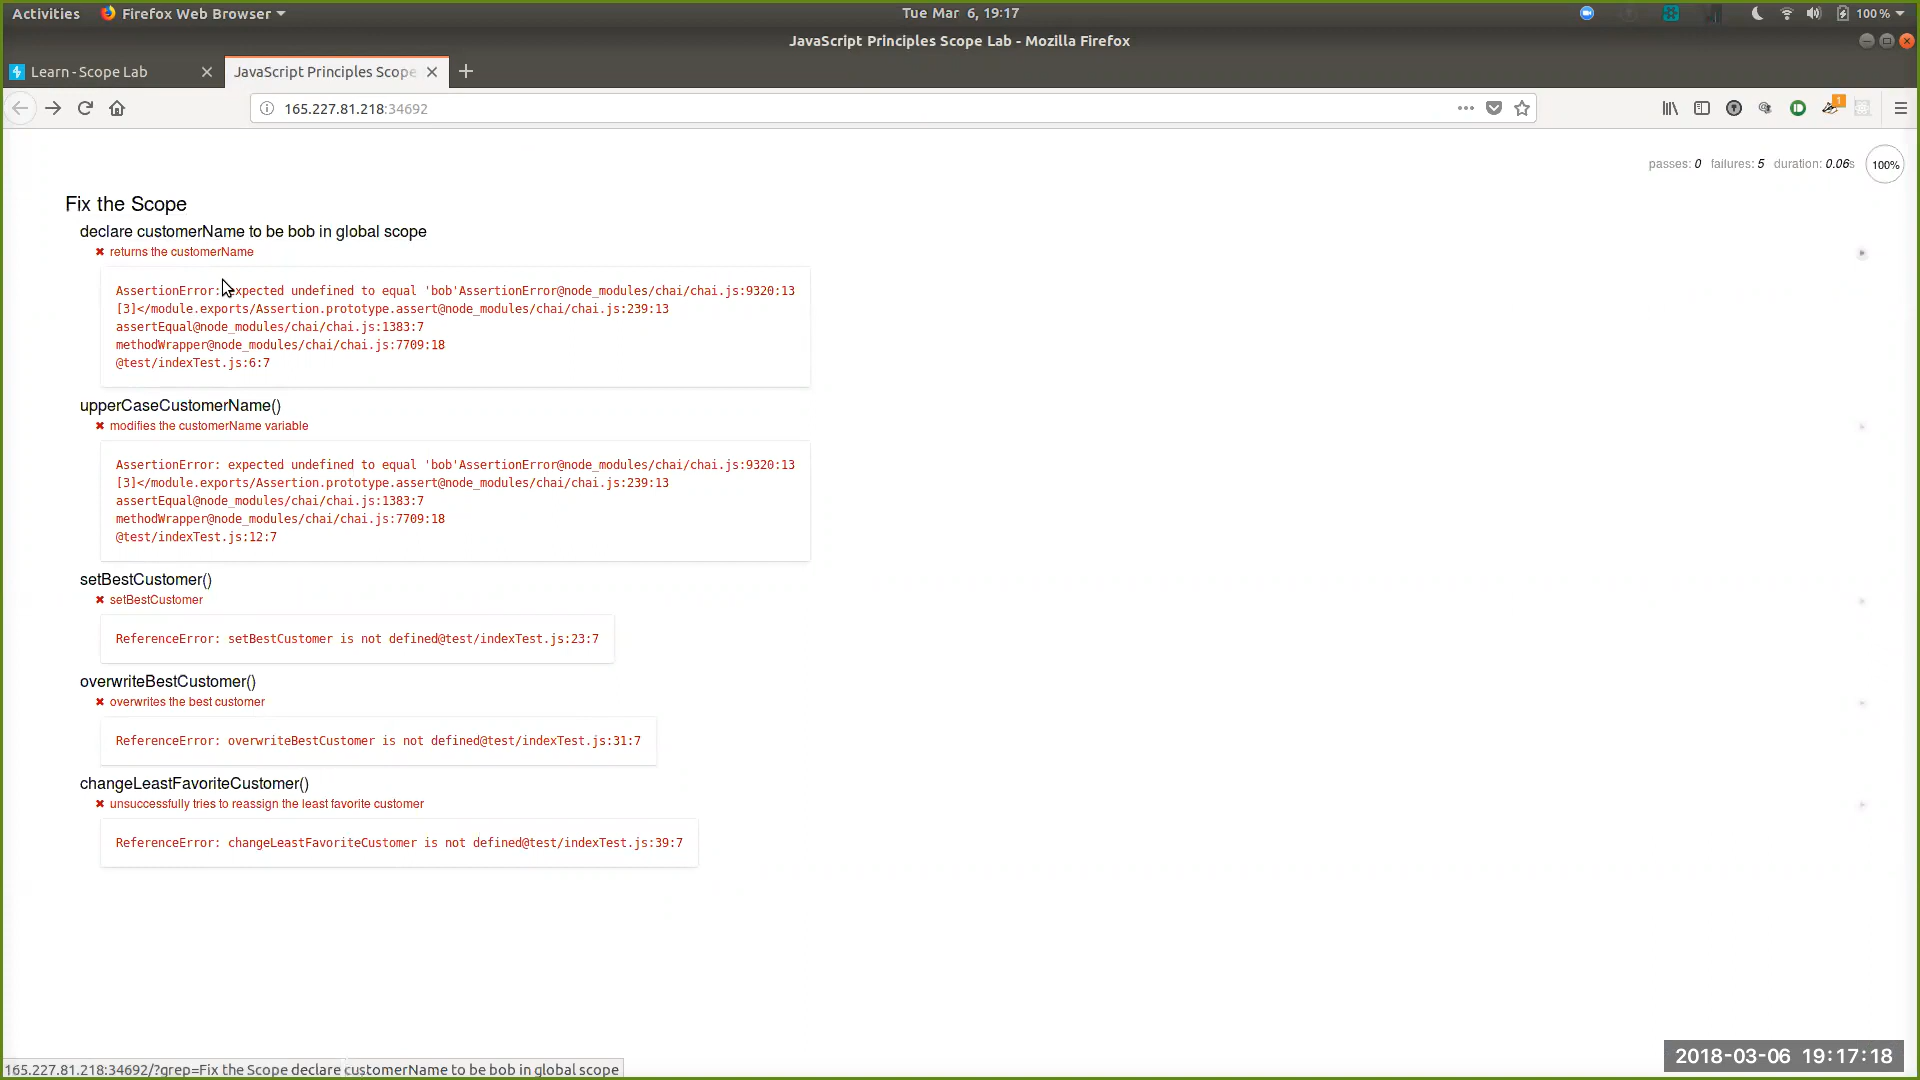 Activities Firefox Web Browser Tue Mar 6, 19:17 100 %
JavaScript Principles Scope Lab - Mozilla Firefox
Learn - Scope Lab JavaScript Principles Scope
165.227.81.218:34692 1
passes: 0 failures: 5 duration: 0.06s 100%
Fix the Scope
declare customerName to be bob in global scope
✖ returns the customerName
AssertionError: expected undefined to equal 'bob'AssertionError@node_modules/chai/chai.js:9320:13
[3]</module.exports/Assertion.prototype.assert@node_modules/chai/chai.js:239:13
assertEqual@node_modules/chai/chai.js:1383:7
methodWrapper@node_modules/chai/chai.js:7709:18
@test/indexTest.js:6:7
upperCaseCustomerName()
✖ modifies the customerName variable
AssertionError: expected undefined to equal 'bob'AssertionError@node_modules/chai/chai.js:9320:13
[3]</module.exports/Assertion.prototype.assert@node_modules/chai/chai.js:239:13
assertEqual@node_modules/chai/chai.js:1383:7
methodWrapper@node_modules/chai/chai.js:7709:18
@test/indexTest.js:12:7
setBestCustomer()
✖ setBestCustomer
ReferenceError: setBestCustomer is not defined@test/indexTest.js:23:7
overwriteBestCustomer()
✖ overwrites the best customer
ReferenceError: overwriteBestCustomer is not defined@test/indexTest.js:31:7
changeLeastFavoriteCustomer()
✖ unsuccessfully tries to reassign the least favorite customer
ReferenceError: changeLeastFavoriteCustomer is not defined@test/indexTest.js:39:7
2018-03-06 19:17:18
165.227.81.218:34692/?grep=Fix the Scope declare customerName to be bob in global scope